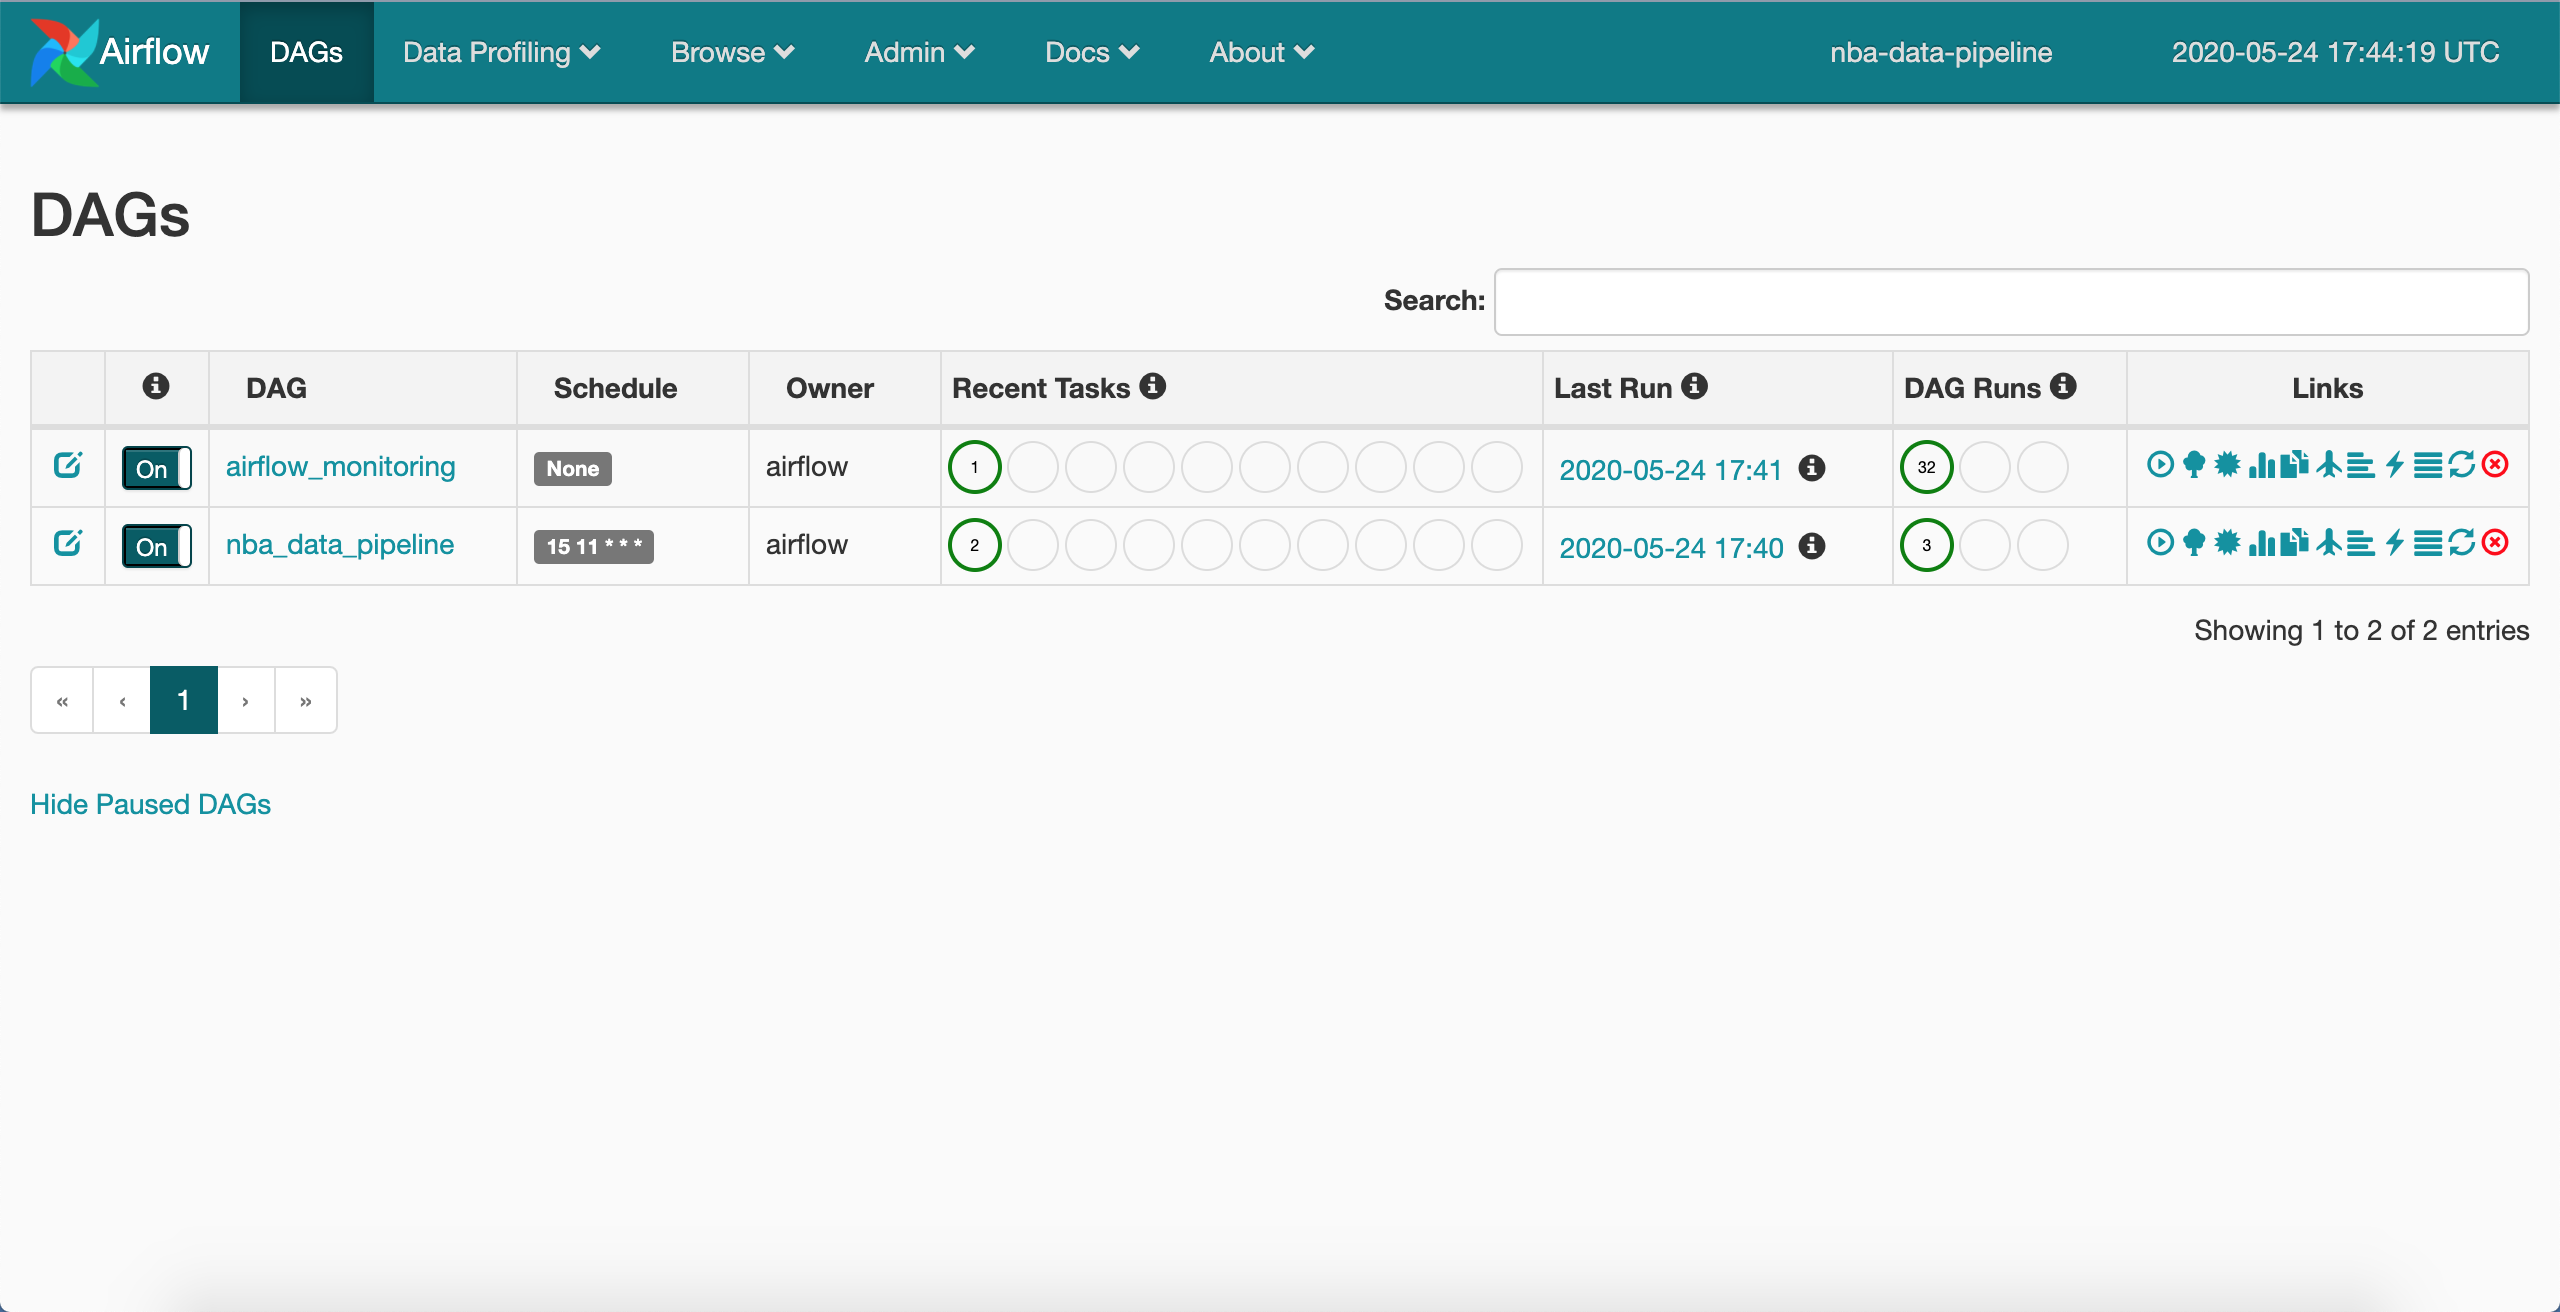 Airflow DAGs Data Profiling Browse Admin Docs About nba-data-pipeline 2020-05-24 17:44:19 UTC
DAGs
Search:
DAG Schedule Owner Recent Tasks Last Run DAG Runs Links
On airflow_monitoring None airflow 1 2020-05-24 17:41 32
On nba_data_pipeline 15 11 * * * airflow 2 2020-05-24 17:40 3
Showing 1 to 2 of 2 entries
« ‹ 1 › »
Hide Paused DAGs